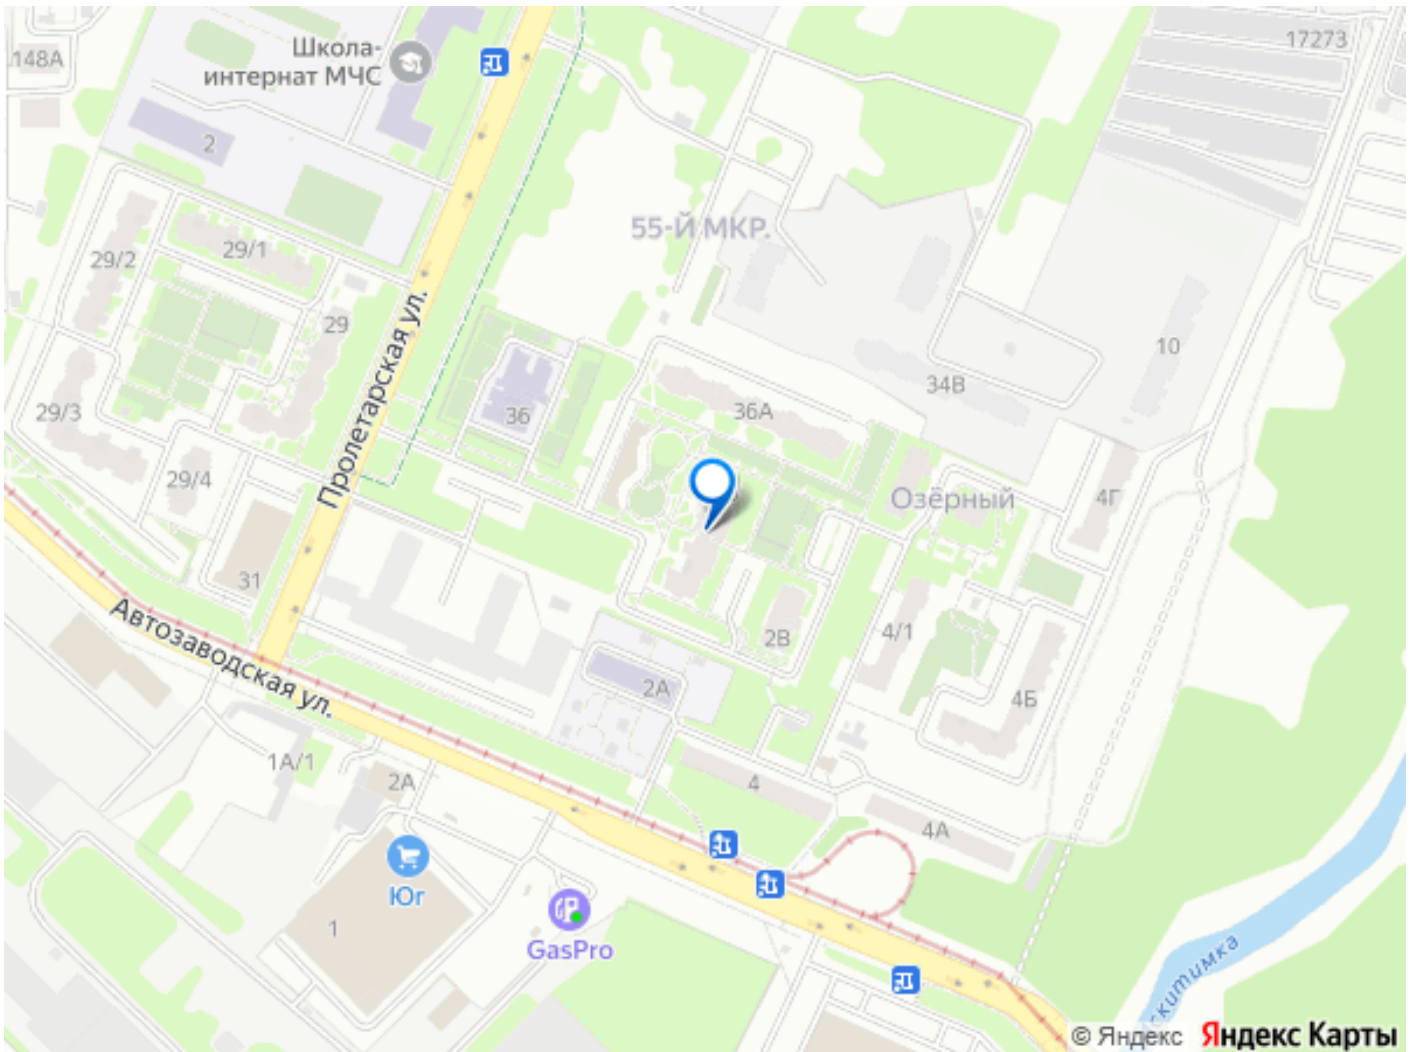 148А
Школа-
интернат МЧС
17273
2
55-Й МКР.
29/2
29/1
29
Пролетарская ул.
10
34В
36А
36
29/3
29/4
Озёрный
4Г
31
Автозаводская ул.
2В
4/1
2А
4Б
1А/1
2А
4
4А
Юг
1
GasPro
скитимка
© Яндекс Яндекс Карты